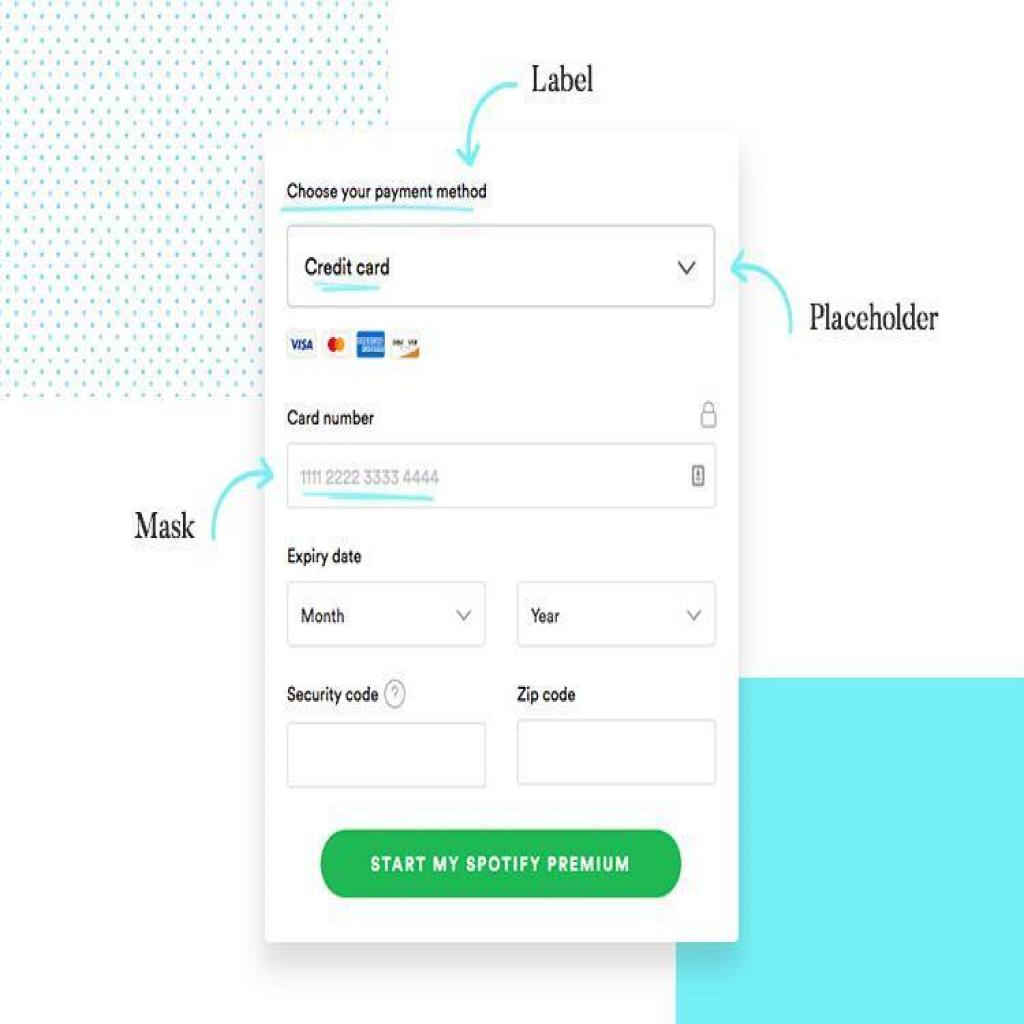 Label
Choose your payment method
Credit card
Placeholder
VISA
Card number
1111 2222 3333 4444
Mask
Expiry date
Month Year
Security code ? Zip code
START MY SPOTIFY PREMIUM